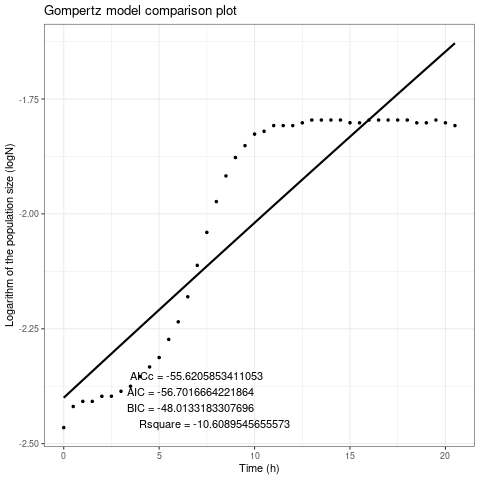 Gompertz model comparison plot
Logarithm of the population size (logN)
-1.75
-2.00
-2.25
-2.50
AICc = -55.6205853411053
AIC = -56.7016664221864
BIC = -48.0133183307696
Rsquare = -10.6089545655573
0
5
10
15
20
Time (h)